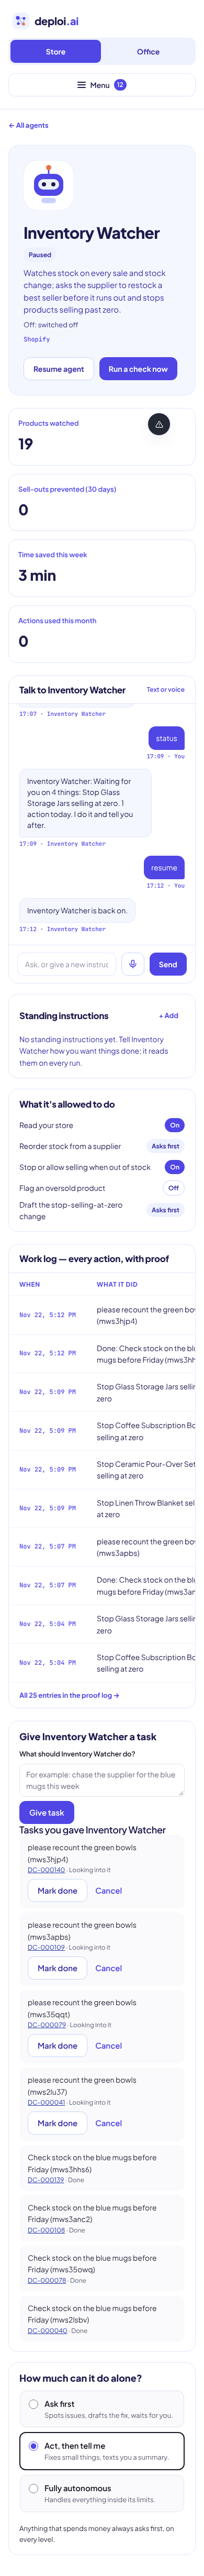 deploi.ai
Store
Office
Menu 12
← All agents
Inventory Watcher
Paused
Watches stock on every sale and stock
change; asks the supplier to restock a
best seller before it runs out and stops
products selling past zero.
Off: switched off
Shopify
Resume agent
Run a check now
Products watched
19
Sell-outs prevented (30 days)
0
Time saved this week
3 min
Actions used this month
0
Talk to Inventory Watcher
Text or voice
17:07 · Inventory Watcher
status
17:09 · You
Inventory Watcher: Waiting for
you on 4 things: Stop Glass
Storage Jars selling at zero. 1
action today. I do it and tell you
after.
17:09 · Inventory Watcher
resume
17:12 · You
Inventory Watcher is back on.
17:12 · Inventory Watcher
Ask, or give a new instruc
Send
Standing instructions
+ Add
No standing instructions yet. Tell Inventory
Watcher how you want things done; it reads
them on every run.
What it's allowed to do
Read your store
On
Reorder stock from a supplier
Asks first
Stop or allow selling when out of stock
On
Flag an oversold product
Off
Draft the stop-selling-at-zero
change
Asks first
Work log — every action, with proof
WHEN
WHAT IT DID
Nov 22, 5:12 PM
please recount the green bow
(mws3hjp4)
Nov 22, 5:12 PM
Done: Check stock on the blu
mugs before Friday (mws3hh
Nov 22, 5:09 PM
Stop Glass Storage Jars sellin
zero
Nov 22, 5:09 PM
Stop Coffee Subscription Bo
selling at zero
Nov 22, 5:09 PM
Stop Ceramic Pour-Over Set
selling at zero
Nov 22, 5:09 PM
Stop Linen Throw Blanket sel
at zero
Nov 22, 5:07 PM
please recount the green bow
(mws3apbs)
Nov 22, 5:07 PM
Done: Check stock on the blu
mugs before Friday (mws3an
Nov 22, 5:04 PM
Stop Glass Storage Jars sellin
zero
Nov 22, 5:04 PM
Stop Coffee Subscription Bo
selling at zero
All 25 entries in the proof log →
Give Inventory Watcher a task
What should Inventory Watcher do?
For example: chase the supplier for the blue
mugs this week
Give task
Tasks you gave Inventory Watcher
please recount the green bowls
(mws3hjp4)
DC-000140 · Looking into it
Mark done
Cancel
please recount the green bowls
(mws3apbs)
DC-000109 · Looking into it
Mark done
Cancel
please recount the green bowls
(mws35qqt)
DC-000079 · Looking into it
Mark done
Cancel
please recount the green bowls
(mws2lu37)
DC-000041 · Looking into it
Mark done
Cancel
Check stock on the blue mugs before
Friday (mws3hhs6)
DC-000139 · Done
Check stock on the blue mugs before
Friday (mws3anc2)
DC-000108 · Done
Check stock on the blue mugs before
Friday (mws35owq)
DC-000078 · Done
Check stock on the blue mugs before
Friday (mws2lsbv)
DC-000040 · Done
How much can it do alone?
Ask first
Spots issues, drafts the fix, waits for you.
Act, then tell me
Fixes small things, texts you a summary.
Fully autonomous
Handles everything inside its limits.
Anything that spends money always asks first, on
every level.